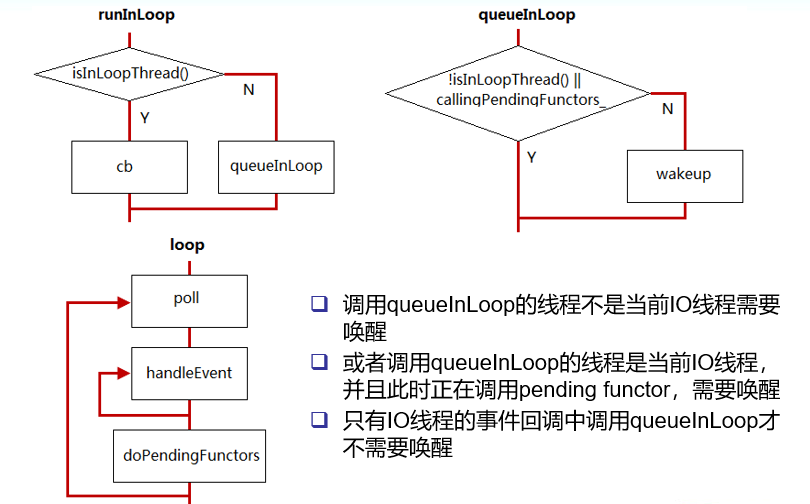 runInLoop
isInLoopThread()
N
Y
cb
queueInLoop
queueInLoop
!isInLoopThread() ||
callingPendingFunctors_
N
Y
wakeup
loop
poll
handleEvent
doPendingFunctors
调用queueInLoop的线程不是当前IO线程需要
唤醒
或者调用queueInLoop的线程是当前IO线程，
并且此时正在调用pending functor，需要唤醒
只有IO线程的事件回调中调用queueInLoop才
不需要唤醒